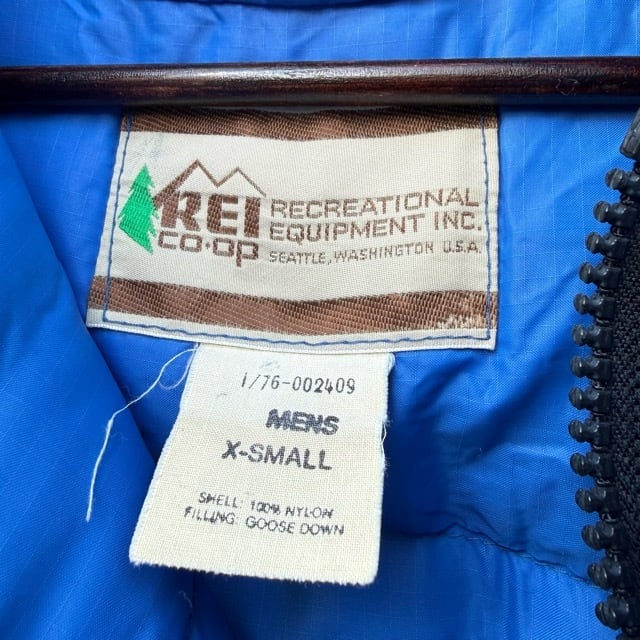 REI
CO-OP
RECREATIONAL
EQUIPMENT INC.
SEATTLE, WASHINGTON U.S.A.
1/76-002409
MENS
X-SMALL
SHELL: 100% NYLON
FILLING: GOOSE DOWN